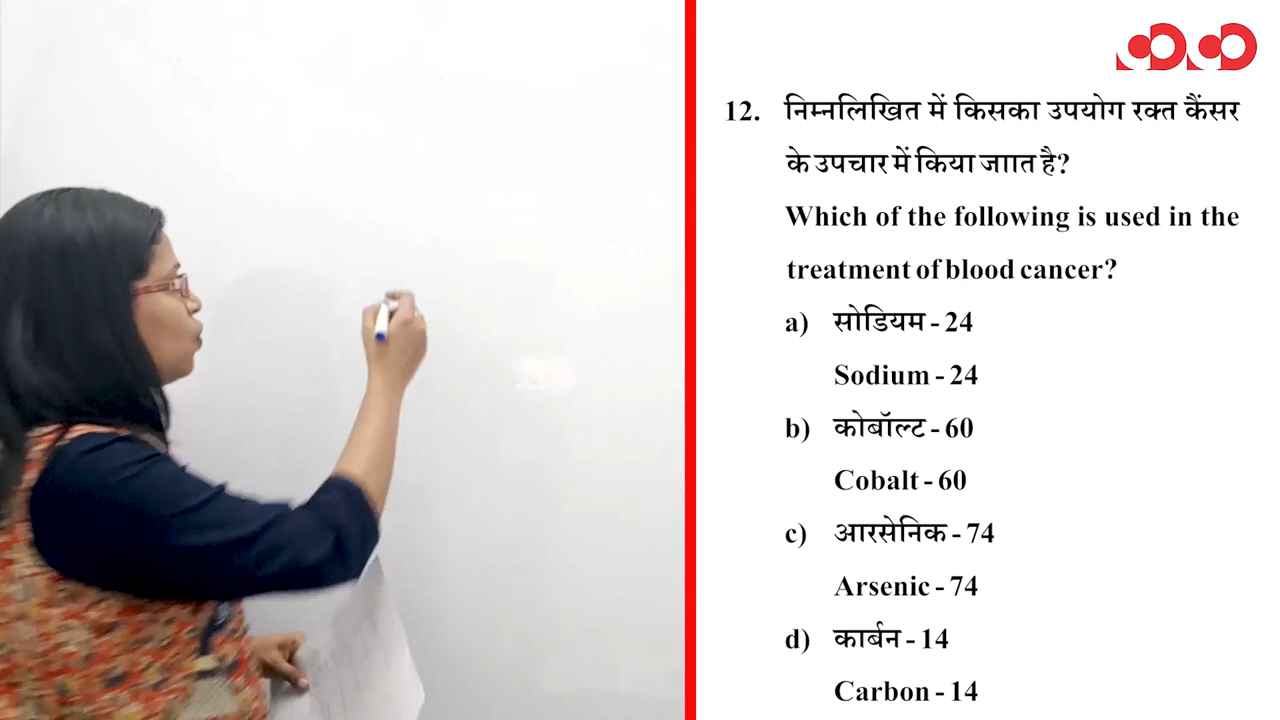 12. निम्नलिखित में किसका उपयोग रक्त कैंसर
के उपचार में किया जाात है?
Which of the following is used in the
treatment of blood cancer?
a) सोडियम - 24
Sodium - 24
b) कोबॉल्ट - 60
Cobalt - 60
c) आरसेनिक - 74
Arsenic - 74
d) कार्बन - 14
Carbon - 14